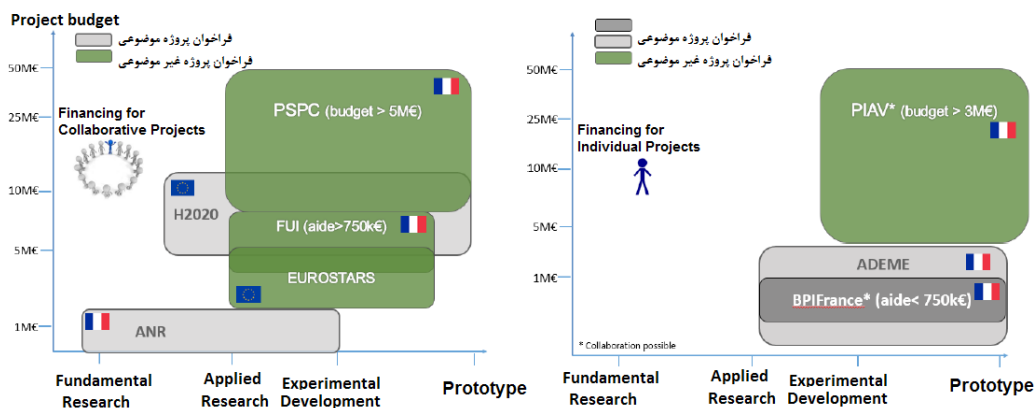 Project budget
فراخوان پروژه موضوعی
فراخوان پروژه غیر موضوعی
50M€
25M€
10M€
5M€
1M€
Financing for
Collaborative Projects
PSPC (budget > 5M€)
H2020
FUI (aide>750k€)
EUROSTARS
ANR
Fundamental
Research
Applied
Research
Experimental
Development
Prototype
فراخوان پروژه موضوعی
فراخوان پروژه غیر موضوعی
50M€
25M€
10M€
5M€
1M€
Financing for
Individual Projects
PIAV* (budget > 3M€)
ADEME
BPIFrance* (aide< 750k€)
* Collaboration possible
Fundamental
Research
Applied
Research
Experimental
Development
Prototype